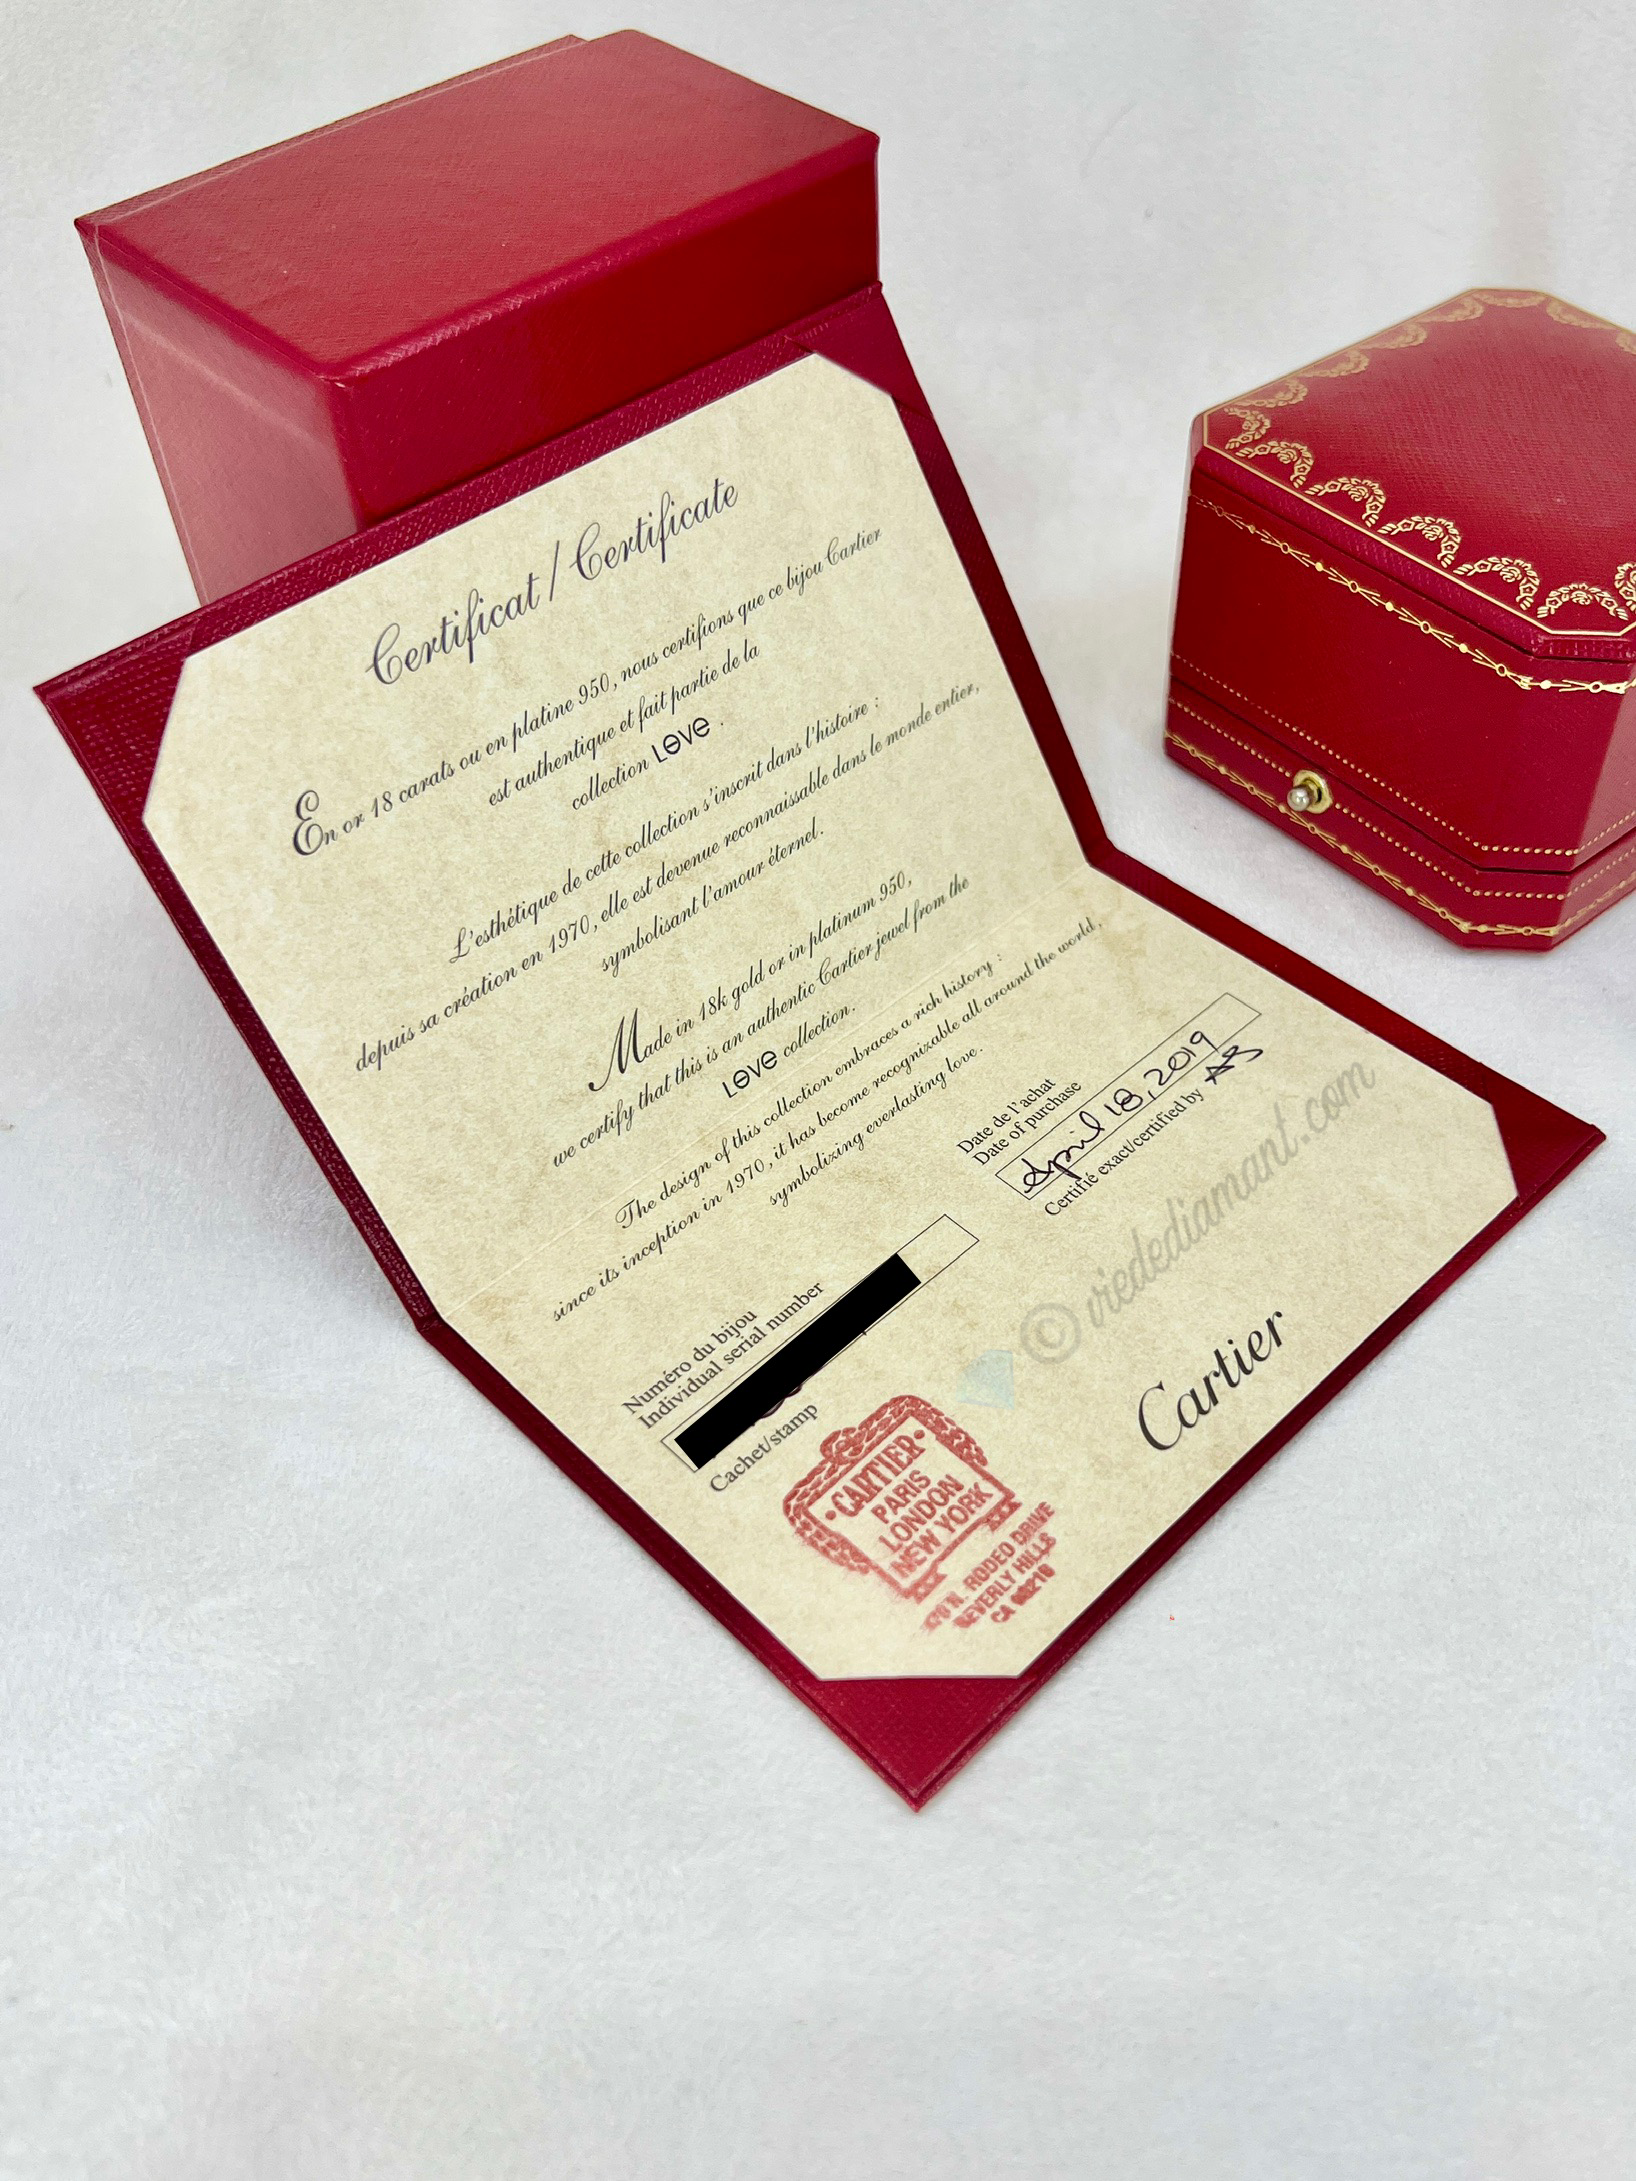 Certificat / Certificate
En or 18 carats ou en platine 950, nous certifions que ce bijou Cartier
est authentique et fait partie de la
collection LOVE .
L'esthétique de cette collection s'inscrit dans l'histoire :
depuis sa création en 1970, elle est devenue reconnaissable dans le monde entier,
symbolisant l'amour éternel.
Made in 18k gold or in platinum 950,
we certify that this is an authentic Cartier jewel from the
LOVE collection.
The design of this collection embraces a rich history :
since its inception in 1970, it has become recognizable all around the world,
symbolizing everlasting love.
Date de l'achat
Date of purchase
April 18, 2019
Certifié exact/certified by
Numéro du bijou
Individual serial number
Cachet/stamp
CARTIER
PARIS
LONDON
NEW YORK
N. RODEO DRIVE
BEVERLY HILLS
CA 90210
Cartier
© viedediamant.com